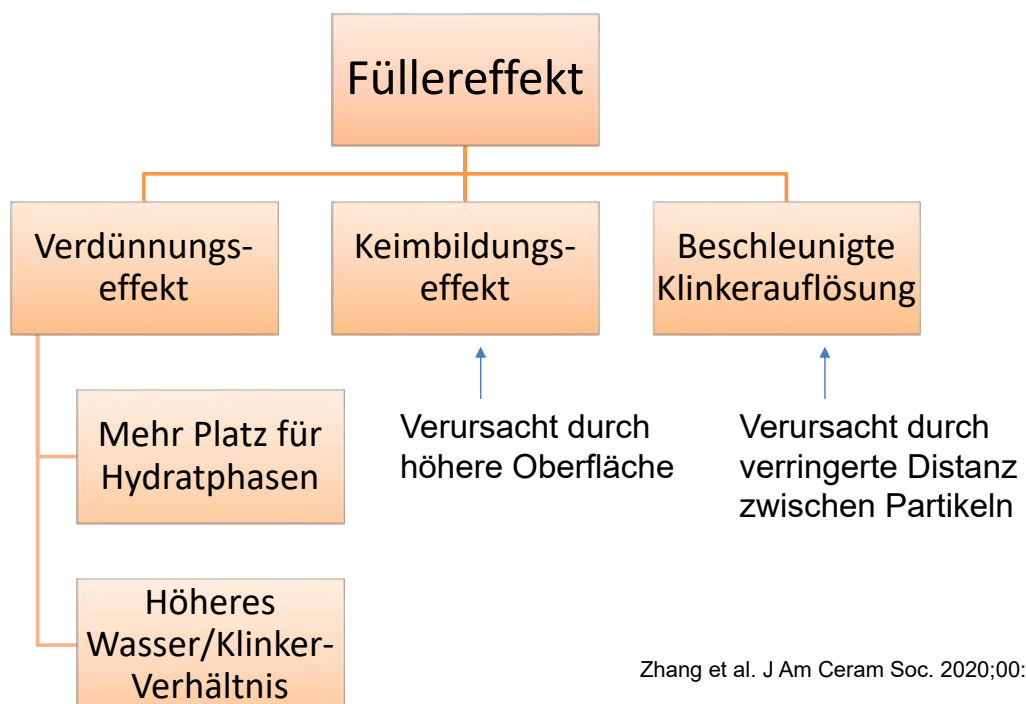 Füllereffekt
Verdünnungs-
effekt
Keimbildungs-
effekt
Beschleunigte
Klinkerauflösung
Mehr Platz für
Hydratphasen
Höheres
Wasser/Klinker-
Verhältnis
Verursacht durch
höhere Oberfläche
Verursacht durch
verringerte Distanz
zwischen Partikeln
Zhang et al. J Am Ceram Soc. 2020;00: